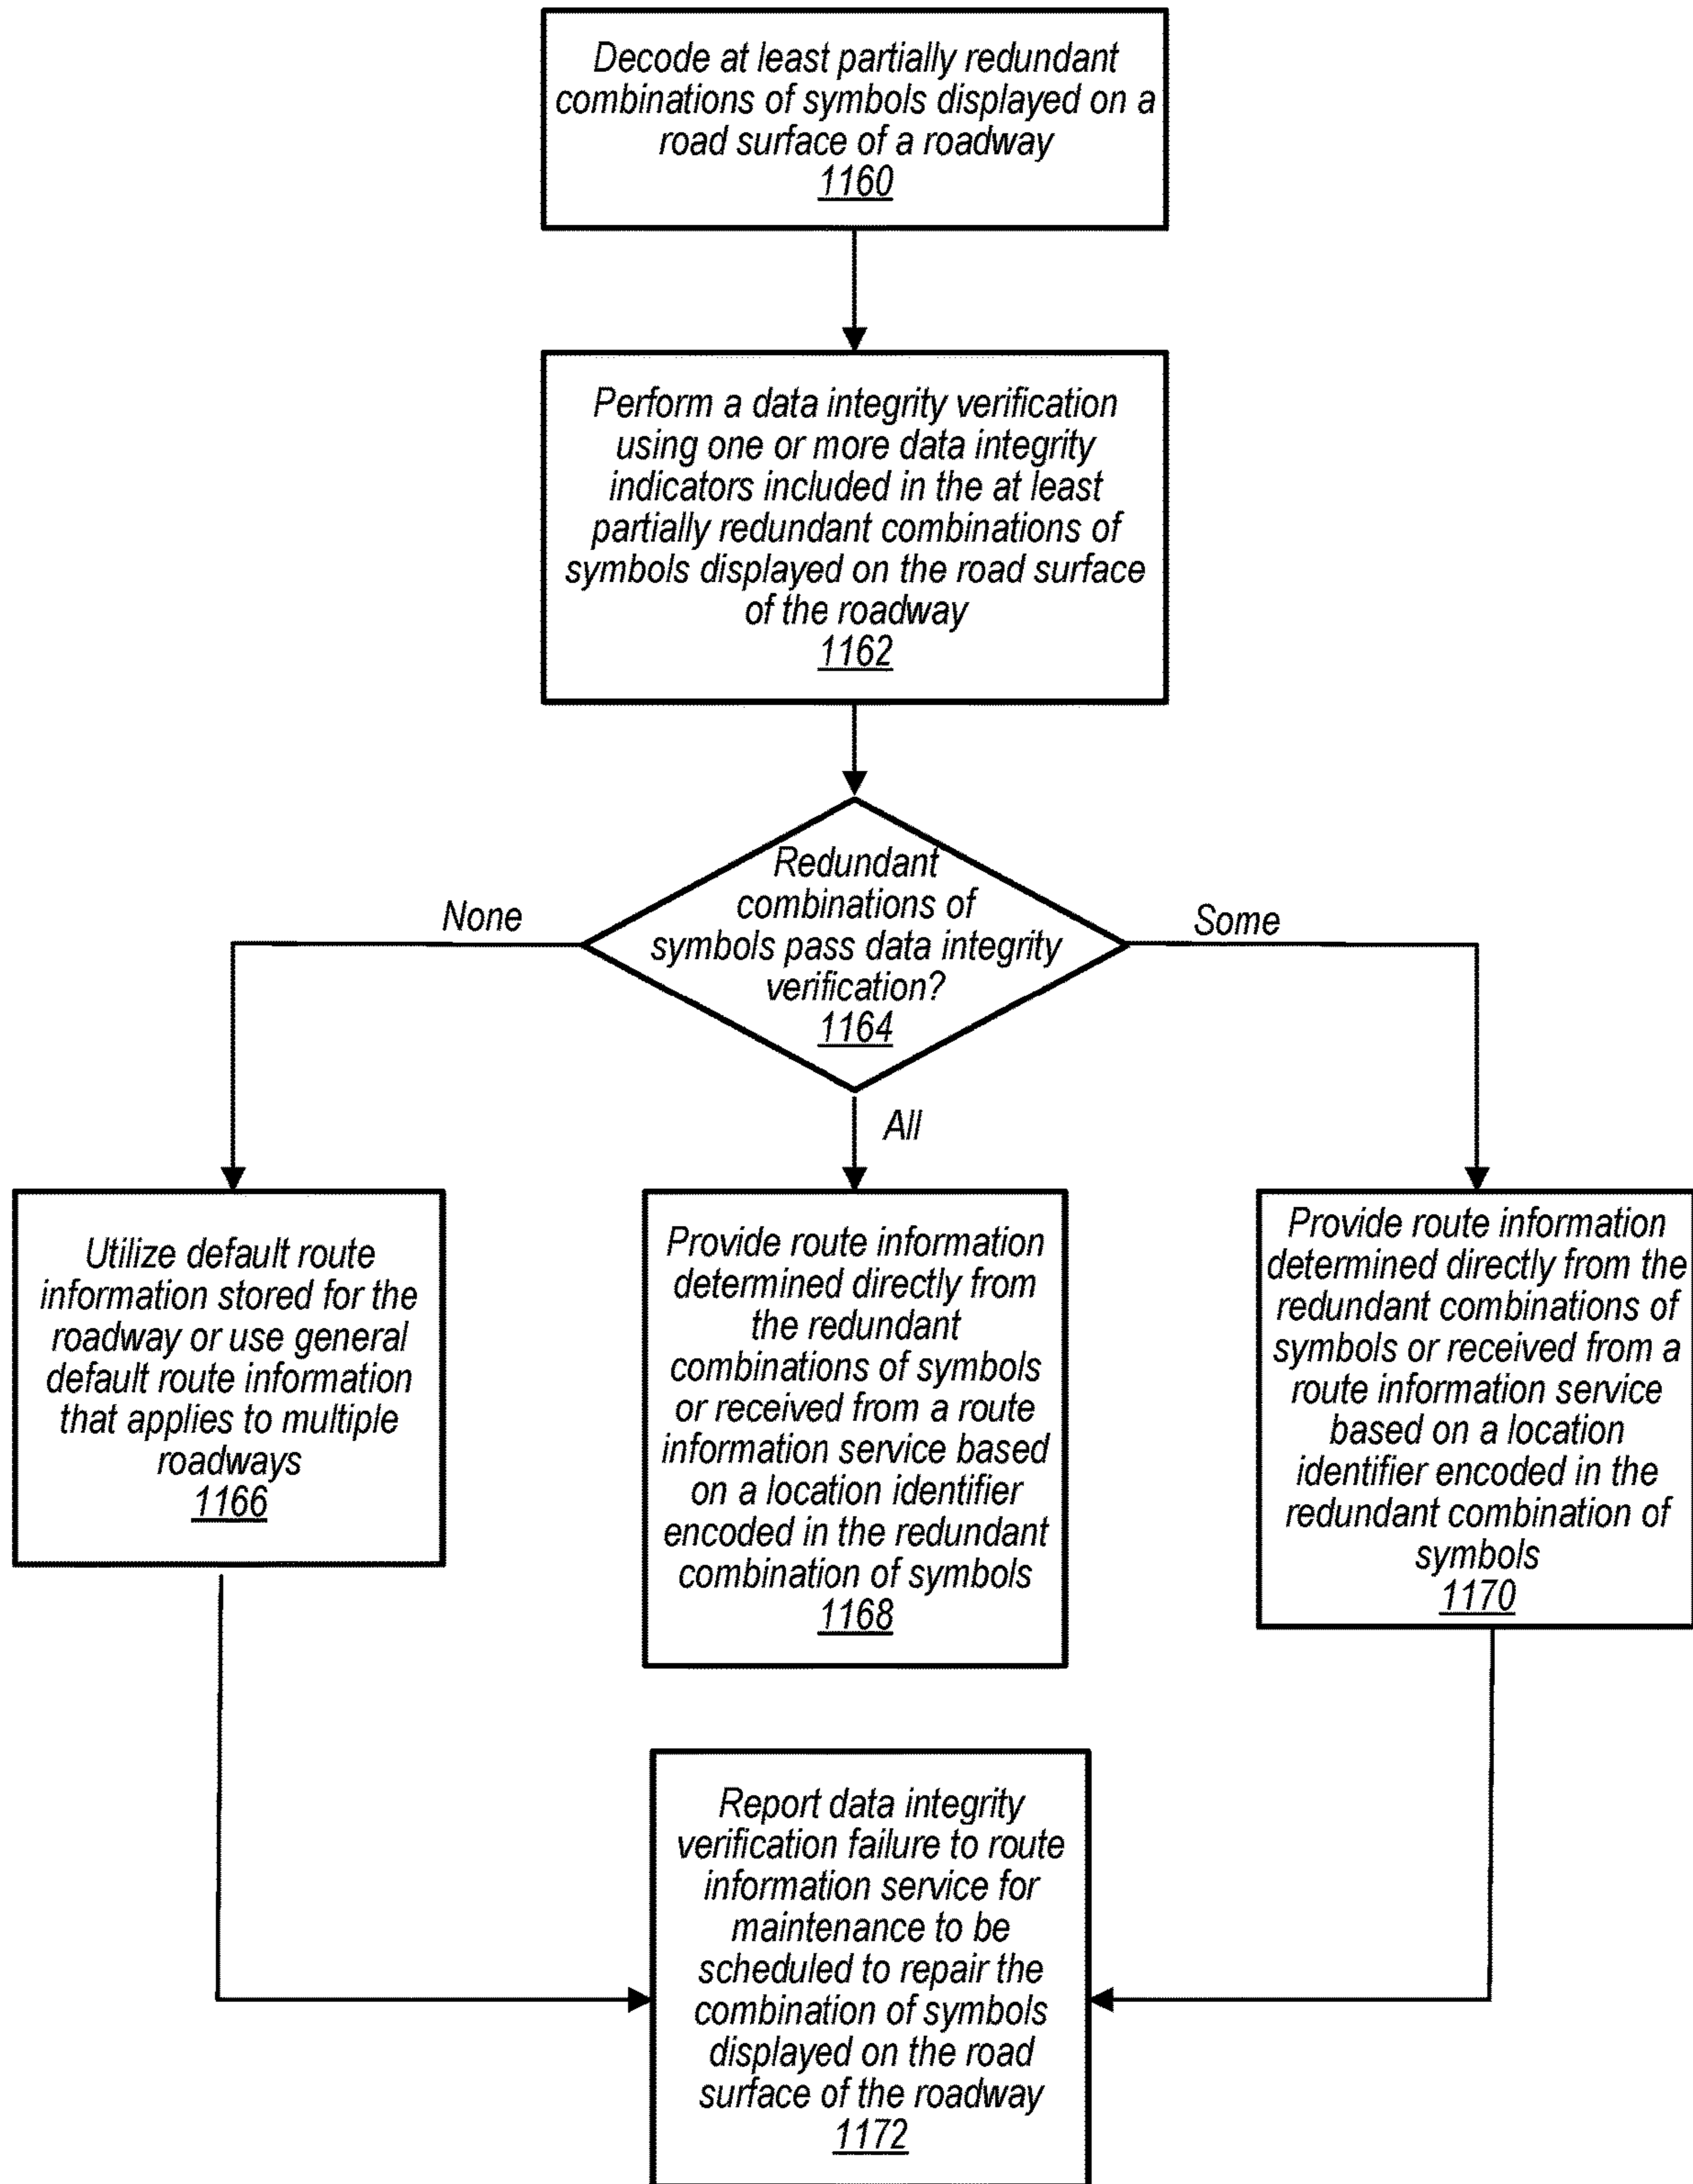 Decode at least partially redundant
combinations of symbols displayed on a
road surface of a roadway
1160
Perform a data integrity verification
using one or more data integrity
indicators included in the at least
partially redundant combinations of
symbols displayed on the road surface
of the roadway
1162
Redundant
combinations of
symbols pass data integrity
verification?
1164
None
Some
All
Utilize default route
information stored for the
roadway or use general
default route information
that applies to multiple
roadways
1166
Provide route information
determined directly from
the redundant
combinations of symbols
or received from a route
information service based
on a location identifier
encoded in the redundant
combination of symbols
1168
Provide route information
determined directly from the
redundant combinations of
symbols or received from a
route information service
based on a location
identifier encoded in the
redundant combination of
symbols
1170
Report data integrity
verification failure to route
information service for
maintenance to be
scheduled to repair the
combination of symbols
displayed on the road
surface of the roadway
1172